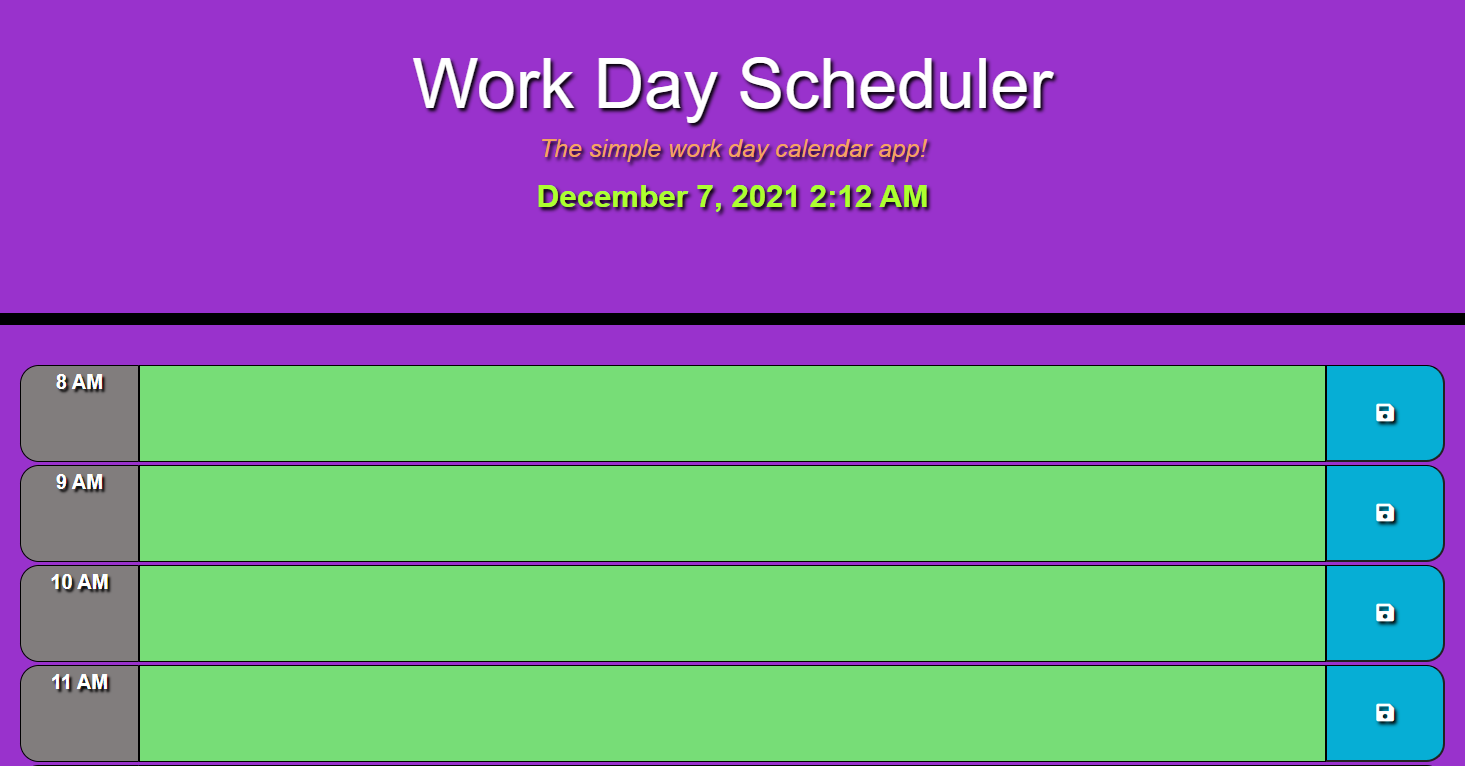 Work Day Scheduler
The simple work day calendar app!
December 7, 2021 2:12 AM
8 AM
9 AM
10 AM
11 AM